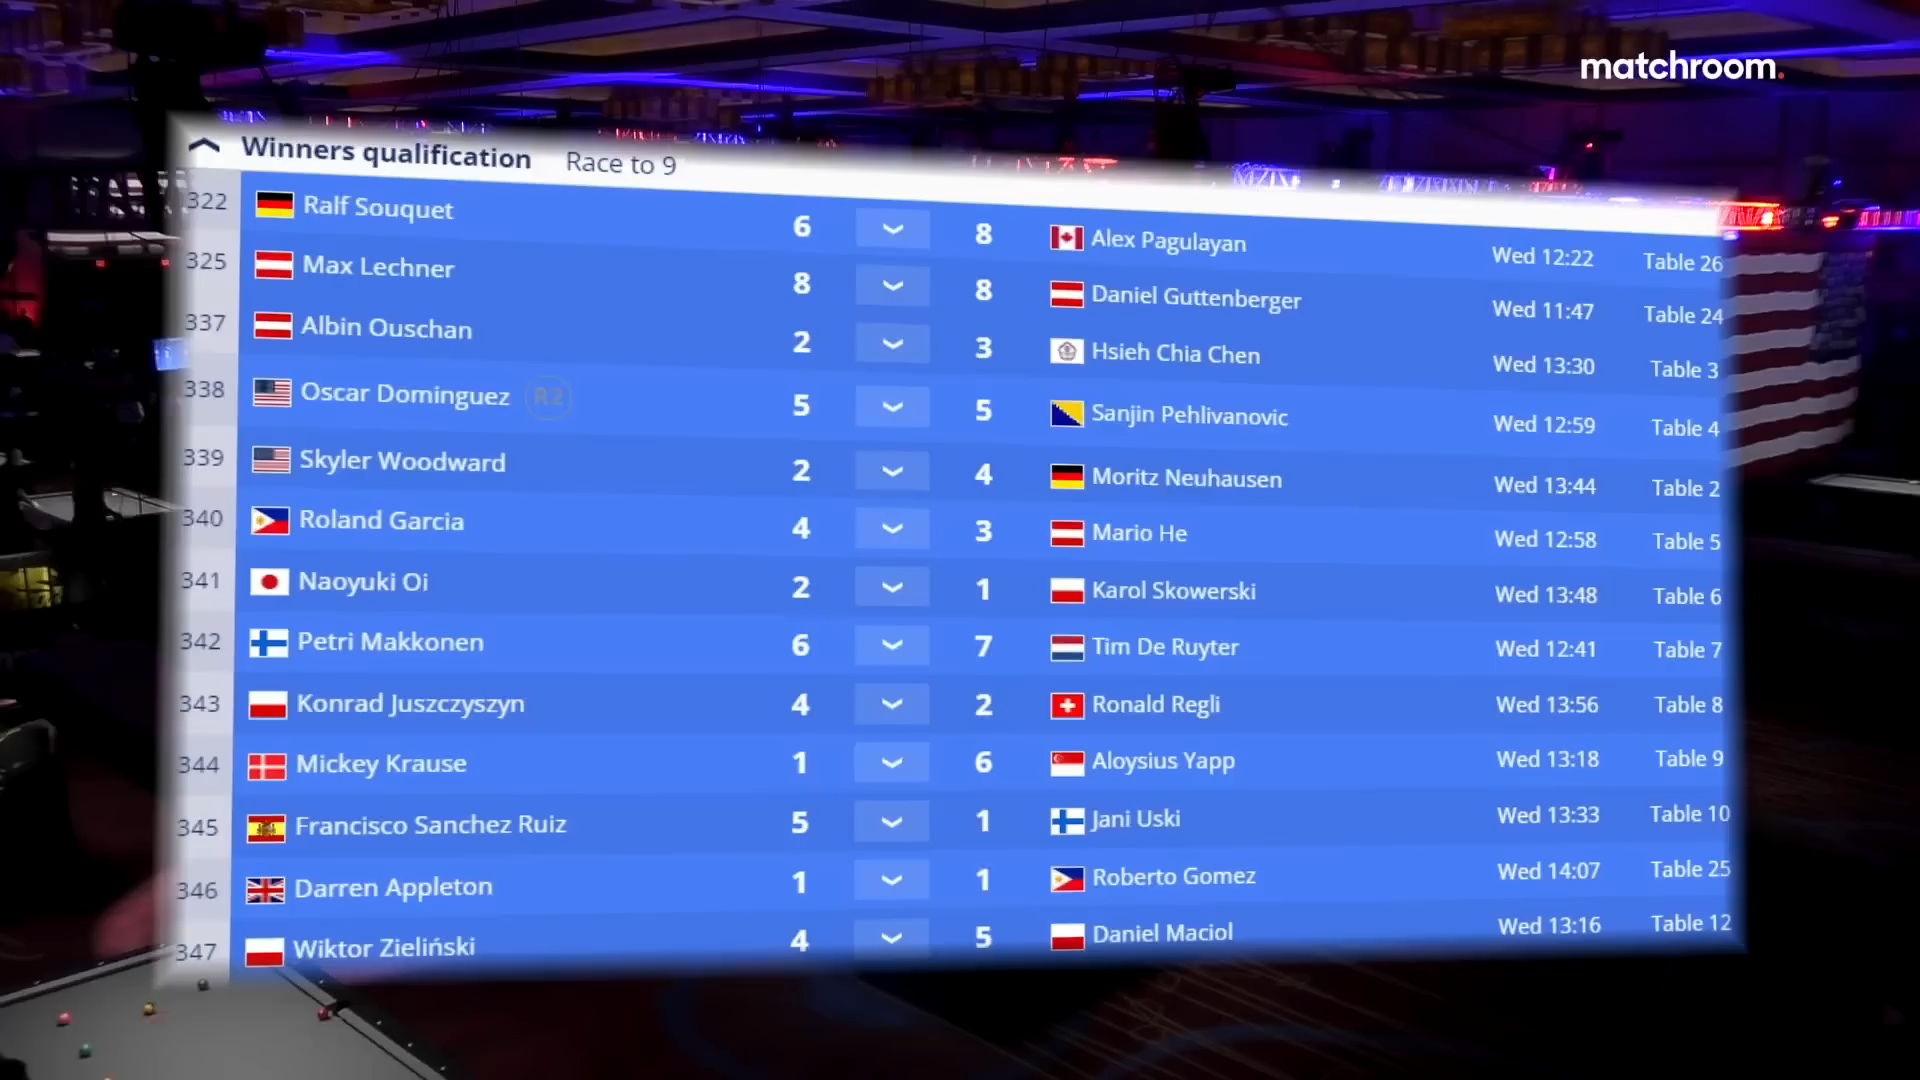 matchroom.
Winners qualification Race to 9
322 Ralf Souquet 6 8 Alex Pagulayan Wed 12:22 Table 26
325 Max Lechner 8 8 Daniel Guttenberger Wed 11:47 Table 24
337 Albin Ouschan 2 3 Hsieh Chia Chen Wed 13:30 Table 3
338 Oscar Dominguez R2 5 5 Sanjin Pehlivanovic Wed 12:59 Table 4
339 Skyler Woodward 2 4 Moritz Neuhausen Wed 13:44 Table 2
340 Roland Garcia 4 3 Mario He Wed 12:58 Table 5
341 Naoyuki Oi 2 1 Karol Skowerski Wed 13:48 Table 6
342 Petri Makkonen 6 7 Tim De Ruyter Wed 12:41 Table 7
343 Konrad Juszczyszyn 4 2 Ronald Regli Wed 13:56 Table 8
344 Mickey Krause 1 6 Aloysius Yapp Wed 13:18 Table 9
345 Francisco Sanchez Ruiz 5 1 Jani Uski Wed 13:33 Table 10
346 Darren Appleton 1 1 Roberto Gomez Wed 14:07 Table 25
347 Wiktor Zieliński 4 5 Daniel Maciol Wed 13:16 Table 12